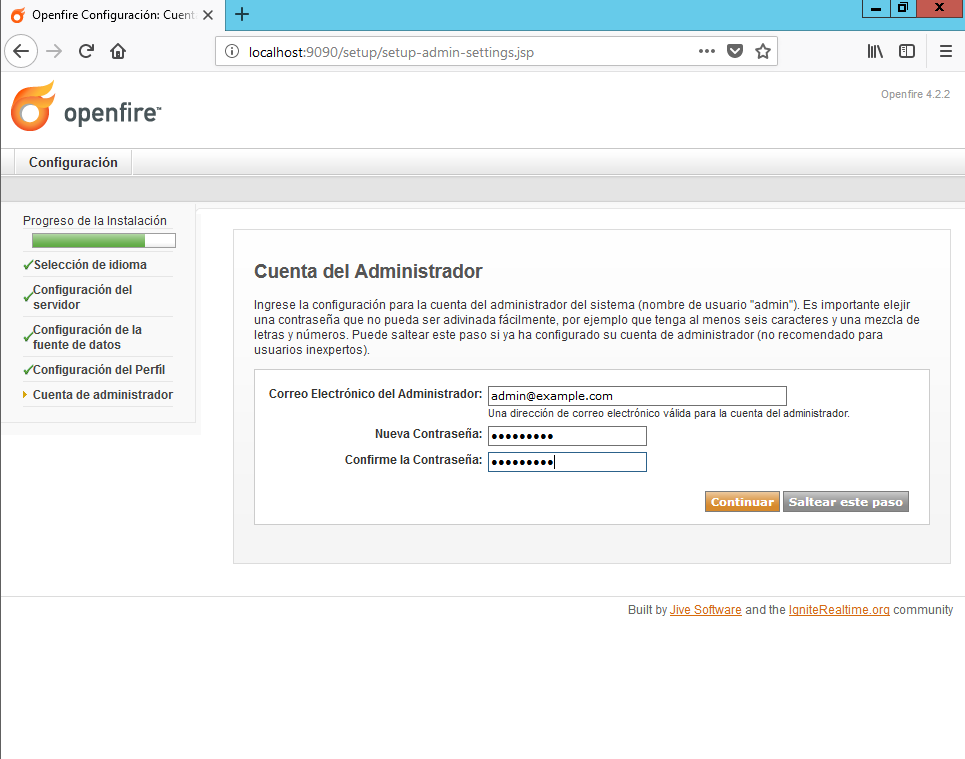 Openfire Configuración: Cuent
localhost:9090/setup/setup-admin-settings.jsp
openfire™
Openfire 4.2.2
Configuración
Progreso de la Instalación
Selección de idioma
Configuración del
servidor
Configuración de la
fuente de datos
Configuración del Perfil
Cuenta de administrador
Cuenta del Administrador
Ingrese la configuración para la cuenta del administrador del sistema (nombre de usuario "admin"). Es importante elejir
una contraseña que no pueda ser adivinada fácilmente, por ejemplo que tenga al menos seis caracteres y una mezcla de
letras y números. Puede saltear este paso si ya ha configurado su cuenta de administrador (no recomendado para
usuarios inexpertos).
Correo Electrónico del Administrador: admin@example.com
Una dirección de correo electrónico válida para la cuenta del administrador.
Nueva Contraseña: •••••••••
Confirme la Contraseña: •••••••••
Continuar Saltear este paso
Built by Jive Software and the IgniteRealtime.org community